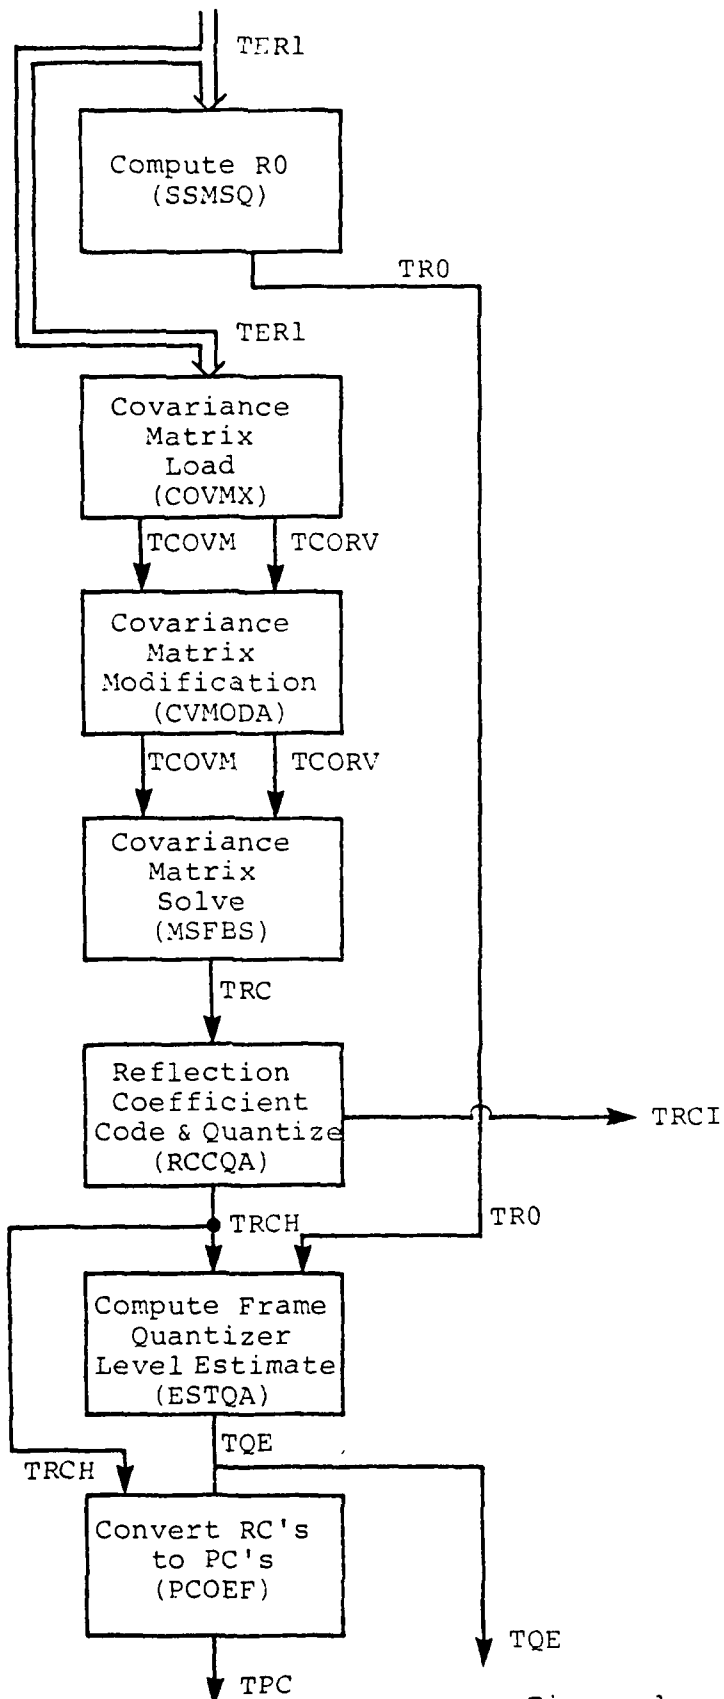 TER1
Compute R0
(SSMSQ)
TR0
TER1
Covariance
Matrix
Load
(COVMX)
TCOVM TCORV
Covariance
Matrix
Modification
(CVMODA)
TCOVM TCORV
Covariance
Matrix
Solve
(MSFBS)
TRC
Reflection
Coefficient
Code & Quantize
(RCCQA)
TRCI
TRCH
TR0
Compute Frame
Quantizer
Level Estimate
(ESTQA)
TQE
TRCH
Convert RC's
to PC's
(PCOEF)
TQE
TPC